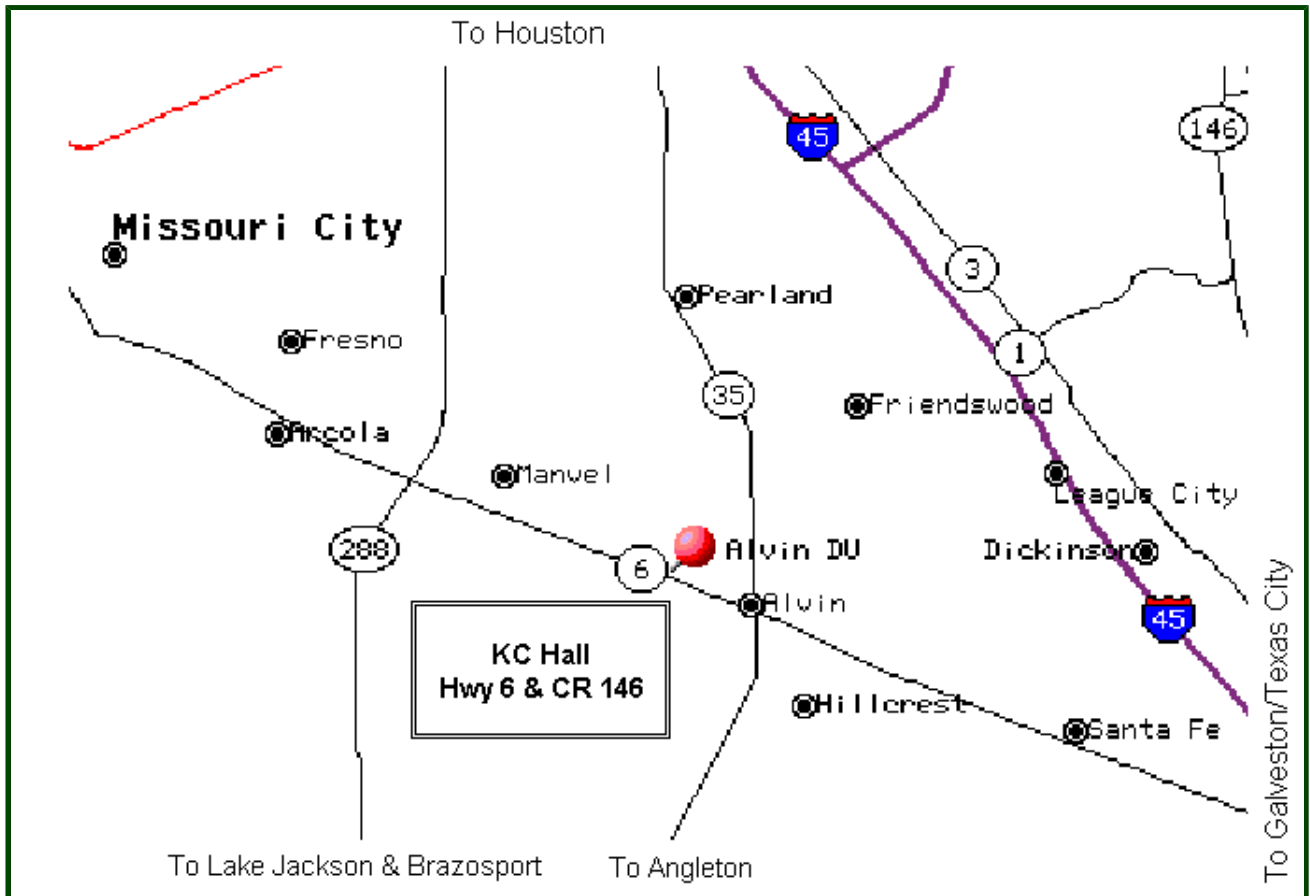 To Houston
45
146
Missouri City
3
Pearland
Fresno
1
35
Friendswood
Arcola
Manvel
League City
288
6
Alvin DU
Dickinson
Alvin
45
KC Hall
Hwy 6 & CR 146
Hillcrest
Santa Fe
To Galveston/Texas City
To Lake Jackson & Brazosport
To Angleton